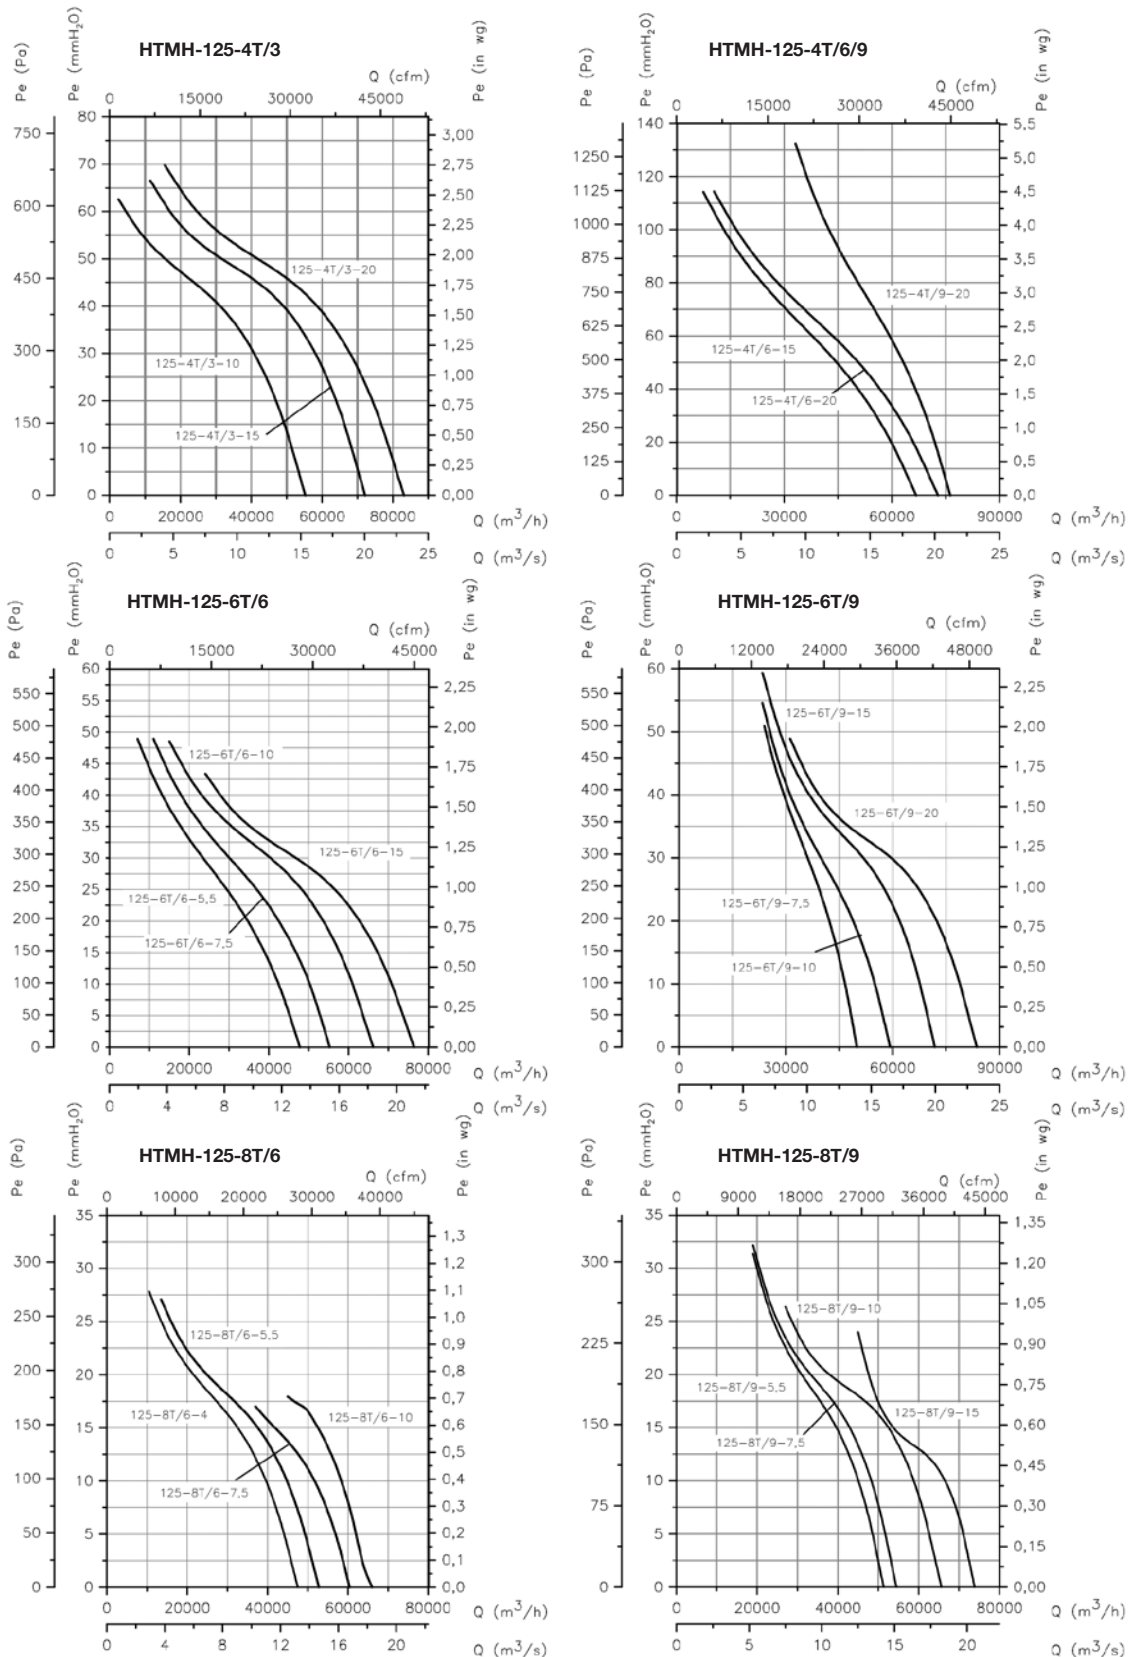 HTMH-125-4T/3
Pe (Pa)
Pe (mmH2O)
Q (cfm)
Pe (in wg)
0 15000 30000 45000
750
600
450
300
150
0
80
70
60
50
40
30
20
10
0
3,00
2,75
2,50
2,25
2,00
1,75
1,50
1,25
1,00
0,75
0,50
0,25
0,00
125-4T/3-20
125-4T/3-10
125-4T/3-15
0 20000 40000 60000 80000 Q (m3/h)
0 5 10 15 20 25 Q (m3/s)
HTMH-125-4T/6/9
Pe (Pa)
Pe (mmH2O)
Q (cfm)
Pe (in wg)
0 15000 30000 45000
1250
1125
1000
875
750
625
500
375
250
125
0
140
120
100
80
60
40
20
0
5,5
5,0
4,5
4,0
3,5
3,0
2,5
2,0
1,5
1,0
0,5
0,0
125-4T/9-20
125-4T/6-15
125-4T/6-20
0 30000 60000 90000 Q (m3/h)
0 5 10 15 20 25 Q (m3/s)
HTMH-125-6T/6
Pe (Pa)
Pe (mmH2O)
Q (cfm)
Pe (in wg)
0 15000 30000 45000
550
500
450
400
350
300
250
200
150
100
50
0
60
55
50
45
40
35
30
25
20
15
10
5
0
2,25
2,00
1,75
1,50
1,25
1,00
0,75
0,50
0,25
0,00
125-6T/6-10
125-6T/6-15
125-6T/6-5,5
125-6T/6-7,5
0 20000 40000 60000 80000 Q (m3/h)
0 4 8 12 16 20 Q (m3/s)
HTMH-125-6T/9
Pe (Pa)
Pe (mmH2O)
Q (cfm)
Pe (in wg)
0 12000 24000 36000 48000
550
500
450
400
350
300
250
200
150
100
50
0
60
50
40
30
20
10
0
2,25
2,00
1,75
1,50
1,25
1,00
0,75
0,50
0,25
0,00
125-6T/9-15
125-6T/9-20
125-6T/9-7,5
125-6T/9-10
0 30000 60000 90000 Q (m3/h)
0 5 10 15 20 25 Q (m3/s)
HTMH-125-8T/6
Pe (Pa)
Pe (mmH2O)
Q (cfm)
Pe (in wg)
0 10000 20000 30000 40000
300
250
200
150
100
50
0
35
30
25
20
15
10
5
0
1,3
1,2
1,1
1,0
0,9
0,8
0,7
0,6
0,5
0,4
0,3
0,2
0,1
0,0
125-8T/6-5,5
125-8T/6-4
125-8T/6-10
125-8T/6-7,5
0 20000 40000 60000 80000 Q (m3/h)
0 4 8 12 16 20 Q (m3/s)
HTMH-125-8T/9
Pe (Pa)
Pe (mmH2O)
Q (cfm)
Pe (in wg)
0 9000 18000 27000 36000 45000
300
225
150
75
0
35
30
25
20
15
10
5
0
1,35
1,20
1,05
0,90
0,75
0,60
0,45
0,30
0,15
0,00
125-8T/9-10
125-8T/9-5,5
125-8T/9-15
125-8T/9-7,5
0 20000 40000 60000 80000 Q (m3/h)
0 5 10 15 20 Q (m3/s)